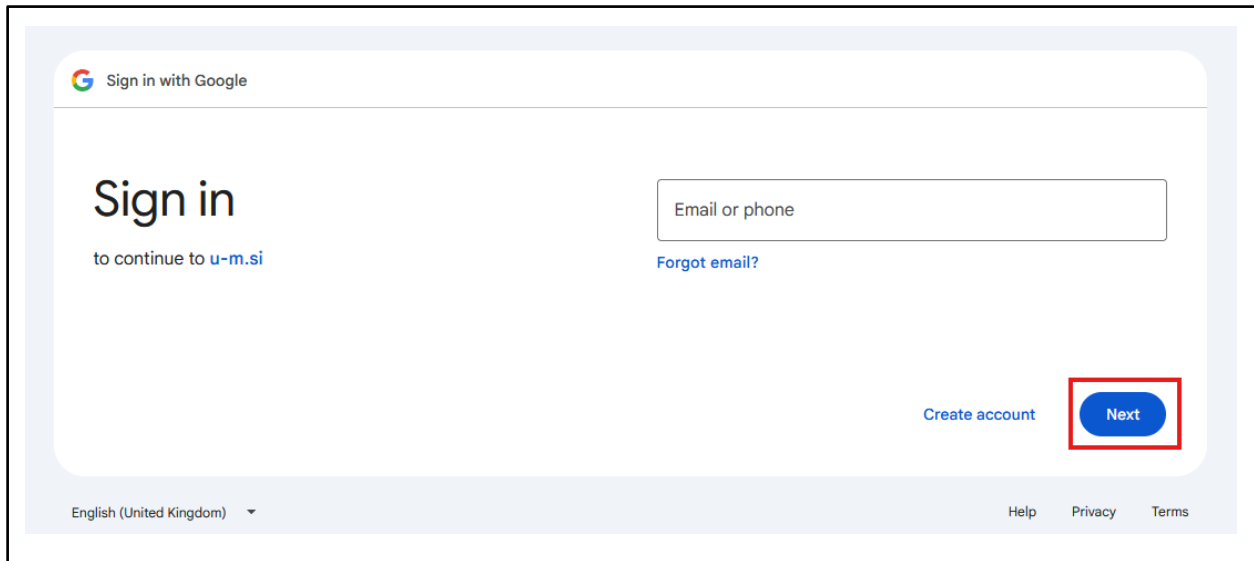 Sign in with Google
Sign in
to continue to u-m.si
Email or phone
Forgot email?
Create account
Next
English (United Kingdom)
Help
Privacy
Terms